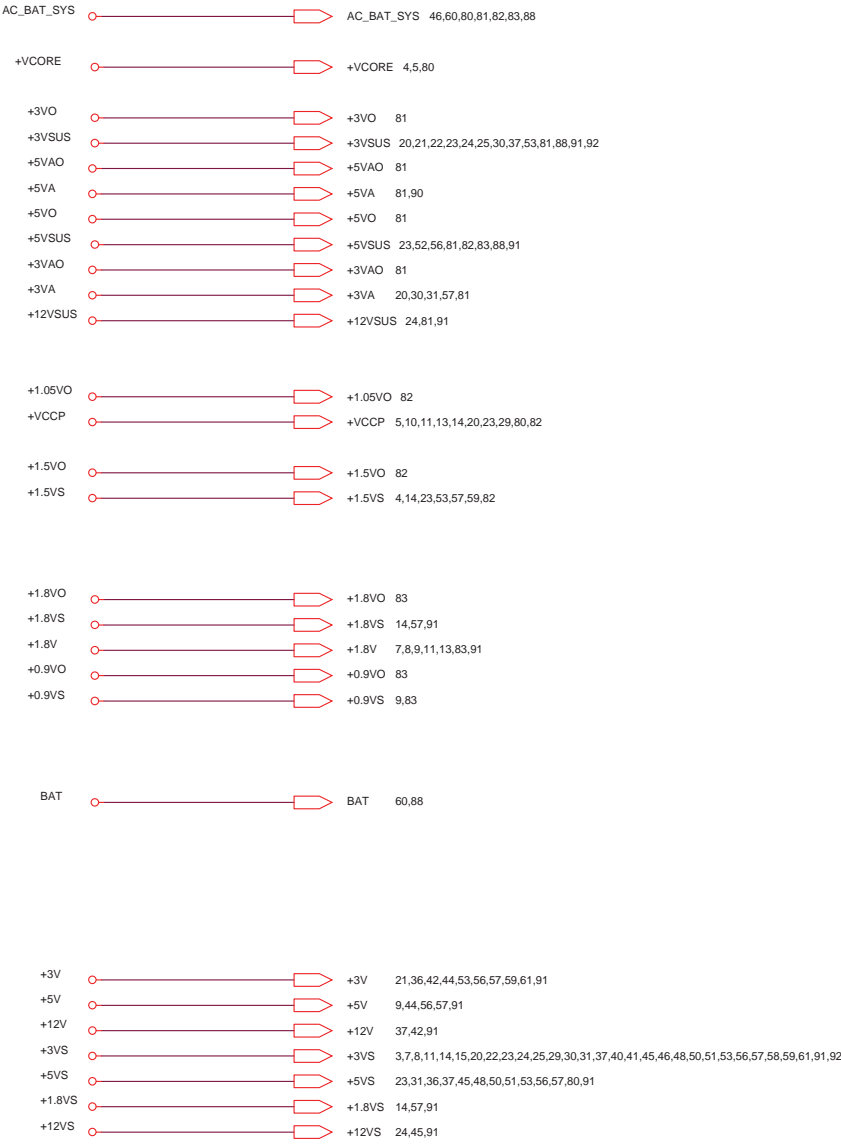 AC_BAT_SYS AC_BAT_SYS 46,60,80,81,82,83,88
+VCORE +VCORE 4,5,80
+3VO +3VO 81
+3VSUS +3VSUS 20,21,22,23,24,25,30,37,53,81,88,91,92
+5VAO +5VAO 81
+5VA +5VA 81,90
+5VO +5VO 81
+5VSUS +5VSUS 23,52,56,81,82,83,88,91
+3VAO +3VAO 81
+3VA +3VA 20,30,31,57,81
+12VSUS +12VSUS 24,81,91
+1.05VO +1.05VO 82
+VCCP +VCCP 5,10,11,13,14,20,23,29,80,82
+1.5VO +1.5VO 82
+1.5VS +1.5VS 4,14,23,53,57,59,82
+1.8VO +1.8VO 83
+1.8VS +1.8VS 14,57,91
+1.8V +1.8V 7,8,9,11,13,83,91
+0.9VO +0.9VO 83
+0.9VS +0.9VS 9,83
BAT BAT 60,88
+3V +3V 21,36,42,44,53,56,57,59,61,91
+5V +5V 9,44,56,57,91
+12V +12V 37,42,91
+3VS +3VS 3,7,8,11,14,15,20,22,23,24,25,29,30,31,37,40,41,45,46,48,50,51,53,56,57,58,59,61,91,92
+5VS +5VS 23,31,36,37,45,48,50,51,53,56,57,80,91
+1.8VS +1.8VS 14,57,91
+12VS +12VS 24,45,91